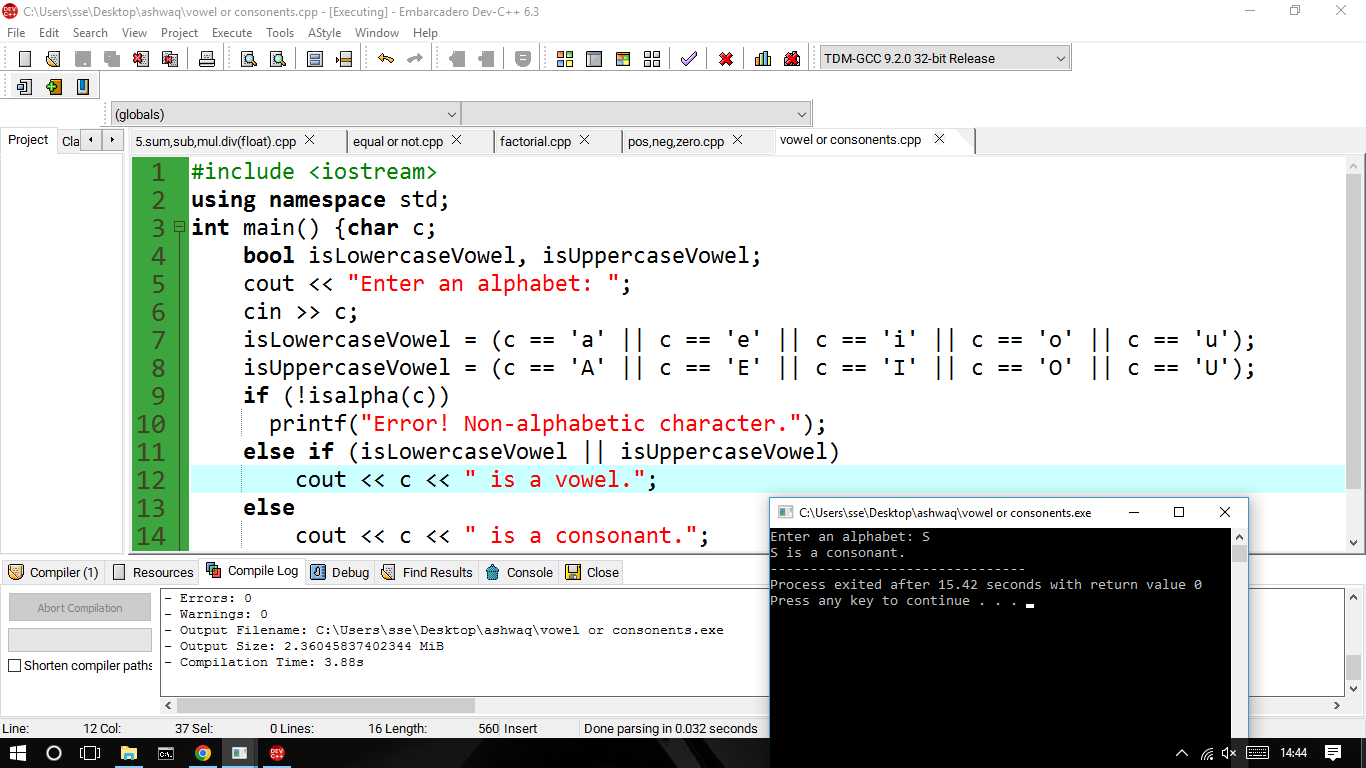 C:\Users\sse\Desktop\ashwaq\vowel or consonents.cpp - [Executing] - Embarcadero Dev-C++ 6.3
File Edit Search View Project Execute Tools AStyle Window Help
TDM-GCC 9.2.0 32-bit Release
(globals)
Project Cla 5.sum,sub,mul.div(float).cpp equal or not.cpp factorial.cpp pos,neg,zero.cpp vowel or consonents.cpp
1 #include <iostream>
2 using namespace std;
3 int main() {char c;
4 bool isLowercaseVowel, isUppercaseVowel;
5 cout << "Enter an alphabet: ";
6 cin >> c;
7 isLowercaseVowel = (c == 'a' || c == 'e' || c == 'i' || c == 'o' || c == 'u');
8 isUppercaseVowel = (c == 'A' || c == 'E' || c == 'I' || c == 'O' || c == 'U');
9 if (!isalpha(c))
10 printf("Error! Non-alphabetic character.");
11 else if (isLowercaseVowel || isUppercaseVowel)
12 cout << c << " is a vowel.";
13 else
14 cout << c << " is a consonant.";
C:\Users\sse\Desktop\ashwaq\vowel or consonents.exe
Enter an alphabet: S
S is a consonant.
--------------------------------
Process exited after 15.42 seconds with return value 0
Press any key to continue . . .
Compiler (1) Resources Compile Log Debug Find Results Console Close
Abort Compilation
Shorten compiler paths
- Errors: 0
- Warnings: 0
- Output Filename: C:\Users\sse\Desktop\ashwaq\vowel or consonents.exe
- Output Size: 2.36045837402344 MiB
- Compilation Time: 3.88s
Line: 12 Col: 37 Sel: 0 Lines: 16 Length: 560 Insert Done parsing in 0.032 seconds
14:44